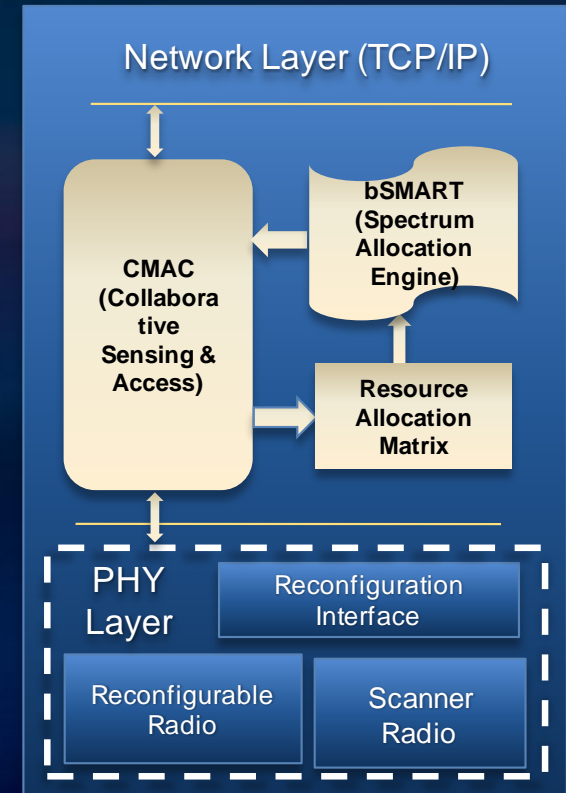 Network Layer (TCP/IP)
CMAC
(Collabora
tive
Sensing &
Access)
bSMART
(Spectrum
Allocation
Engine)
Resource
Allocation
Matrix
PHY
Layer
Reconfiguration
Interface
Reconfigurable
Radio
Scanner
Radio